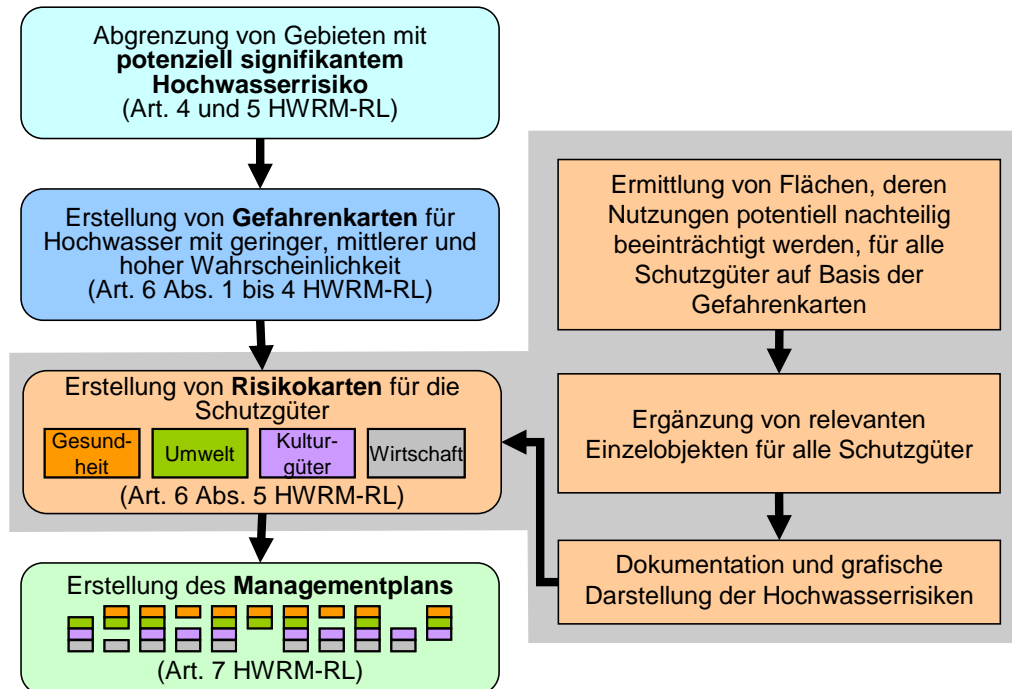 Abgrenzung von Gebieten mit
potenziell signifikantem
Hochwasserrisiko
(Art. 4 und 5 HWRM-RL)
Erstellung von Gefahrenkarten für
Hochwasser mit geringer, mittlerer und
hoher Wahrscheinlichkeit
(Art. 6 Abs. 1 bis 4 HWRM-RL)
Erstellung von Risikokarten für die
Schutzgüter
Gesund-
heit
Umwelt
Kultur-
güter
Wirtschaft
(Art. 6 Abs. 5 HWRM-RL)
Erstellung des Managementplans
(Art. 7 HWRM-RL)
Ermittlung von Flächen, deren
Nutzungen potentiell nachteilig
beeinträchtigt werden, für alle
Schutzgüter auf Basis der
Gefahrenkarten
Ergänzung von relevanten
Einzelobjekten für alle Schutzgüter
Dokumentation und grafische
Darstellung der Hochwasserrisiken